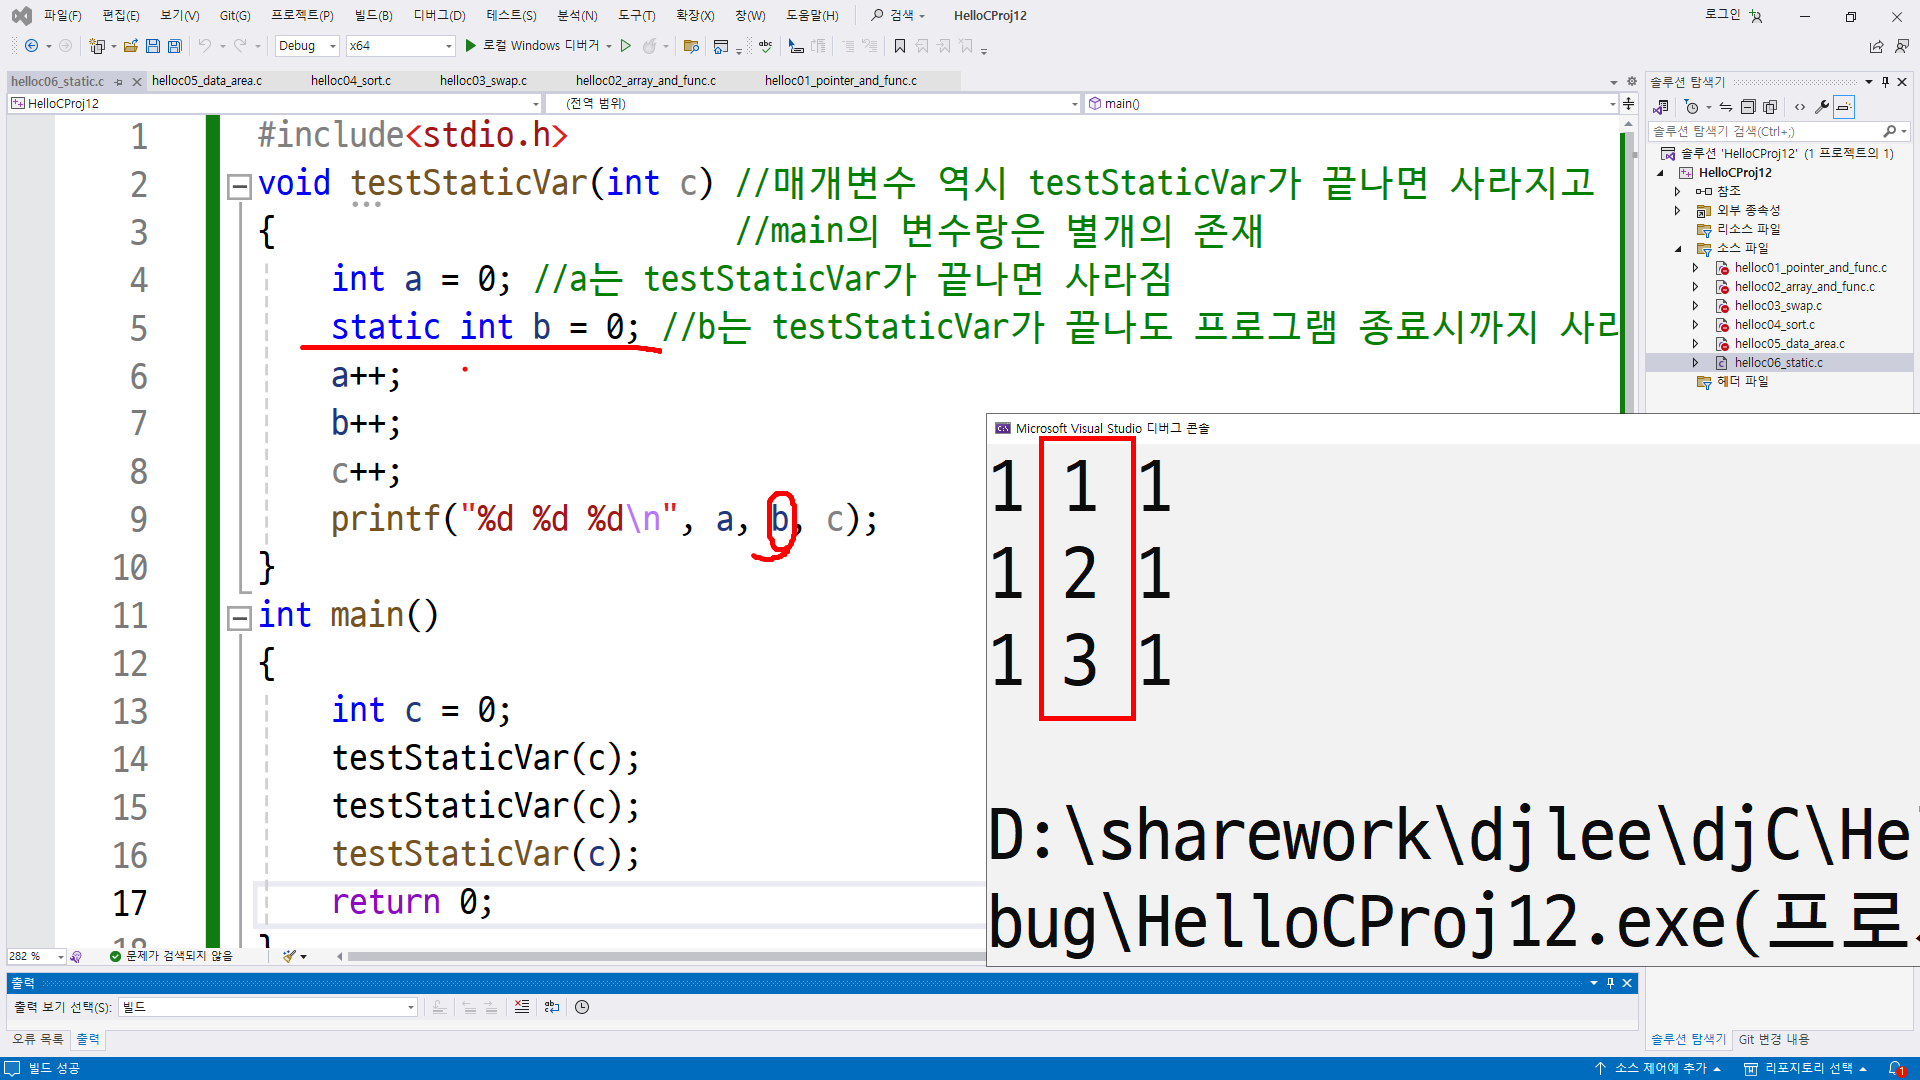 파일(F) 편집(E) 보기(V) Git(G) 프로젝트(P) 빌드(B) 디버그(D) 테스트(S) 분석(N) 도구(T) 확장(X) 창(W) 도움말(H) 검색 HelloCProj12 로그인
Debug x64 로컬 Windows 디버거
helloc06_static.c helloc05_data_area.c helloc04_sort.c helloc03_swap.c helloc02_array_and_func.c helloc01_pointer_and_func.c
HelloCProj12 (전역 범위) main()
1 #include<stdio.h>
2 void testStaticVar(int c) //매개변수 역시 testStaticVar가 끝나면 사라지고
3 { //main의 변수랑은 별개의 존재
4 int a = 0; //a는 testStaticVar가 끝나면 사라짐
5 static int b = 0; //b는 testStaticVar가 끝나도 프로그램 종료시까지 사라
6 a++;
7 b++;
8 c++;
9 printf("%d %d %d\n", a, b, c);
10 }
11 int main()
12 {
13 int c = 0;
14 testStaticVar(c);
15 testStaticVar(c);
16 testStaticVar(c);
17 return 0;
18 }
282 % 문제가 검색되지 않음
Microsoft Visual Studio 디버그 콘솔
1 1 1
1 2 1
1 3 1
D:\sharework\djlee\djC\Hel
bug\HelloCProj12.exe(프로
솔루션 탐색기
솔루션 탐색기 검색(Ctrl+;)
솔루션 'HelloCProj12' (1 프로젝트의 1)
HelloCProj12
참조
외부 종속성
리소스 파일
소스 파일
helloc01_pointer_and_func.c
helloc02_array_and_func.c
helloc03_swap.c
helloc04_sort.c
helloc05_data_area.c
helloc06_static.c
헤더 파일
출력
출력 보기 선택(S): 빌드
오류 목록 출력
솔루션 탐색기 Git 변경 내용
빌드 성공 소스 제어에 추가 리포지토리 선택 1